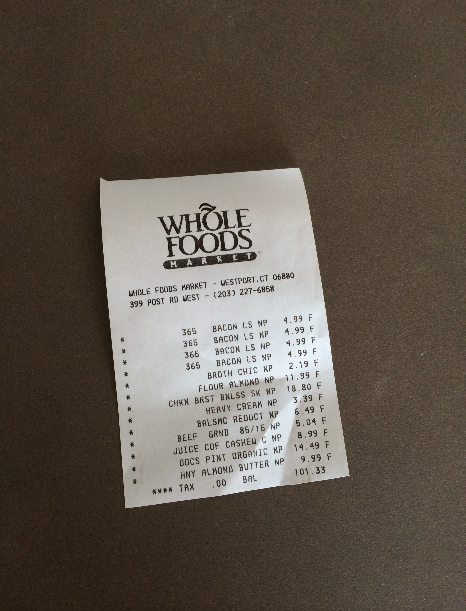 WHOLE
FOODS
MARKET
WHOLE FOODS MARKET - WESTPORT, CT 06880
399 POST RD WEST - (203) 227-6858
365 BACON LS NP 4.99 F
* 365 BACON LS NP 4.99 F
* 365 BACON LS NP 4.99 F
* 365 BACON LS NP 4.99 F
* BROTH CHIC NP 2.19 F
* FLOUR ALMOND NP 11.99 F
* CHKN BRST BNLSS SK NP 18.80 F
* HEAVY CREAM NP 3.39 F
* BALSMC REDUCT NP 6.49 F
* BEEF GRND 85/15 NP 5.04 F
* JUICE COF CASHEW C NP 8.99 F
* DOCS PINT ORGANIC NP 14.49 F
* HNY ALMOND BUTTER NP 9.99 F
**** TAX .00 BAL 101.33